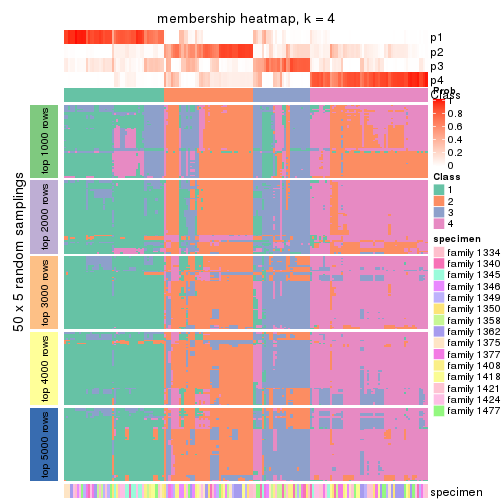 membership heatmap, k = 4
p1
p2
p3
p4
Prob
Class
1
0.8
0.6
0.4
0.2
0
Class
1
2
3
4
specimen
family 1334
family 1340
family 1345
family 1346
family 1349
family 1350
family 1358
family 1362
family 1375
family 1377
family 1408
family 1418
family 1421
family 1424
family 1477
50 x 5 random samplings
top 1000 rows
top 2000 rows
top 3000 rows
top 4000 rows
top 5000 rows
specimen